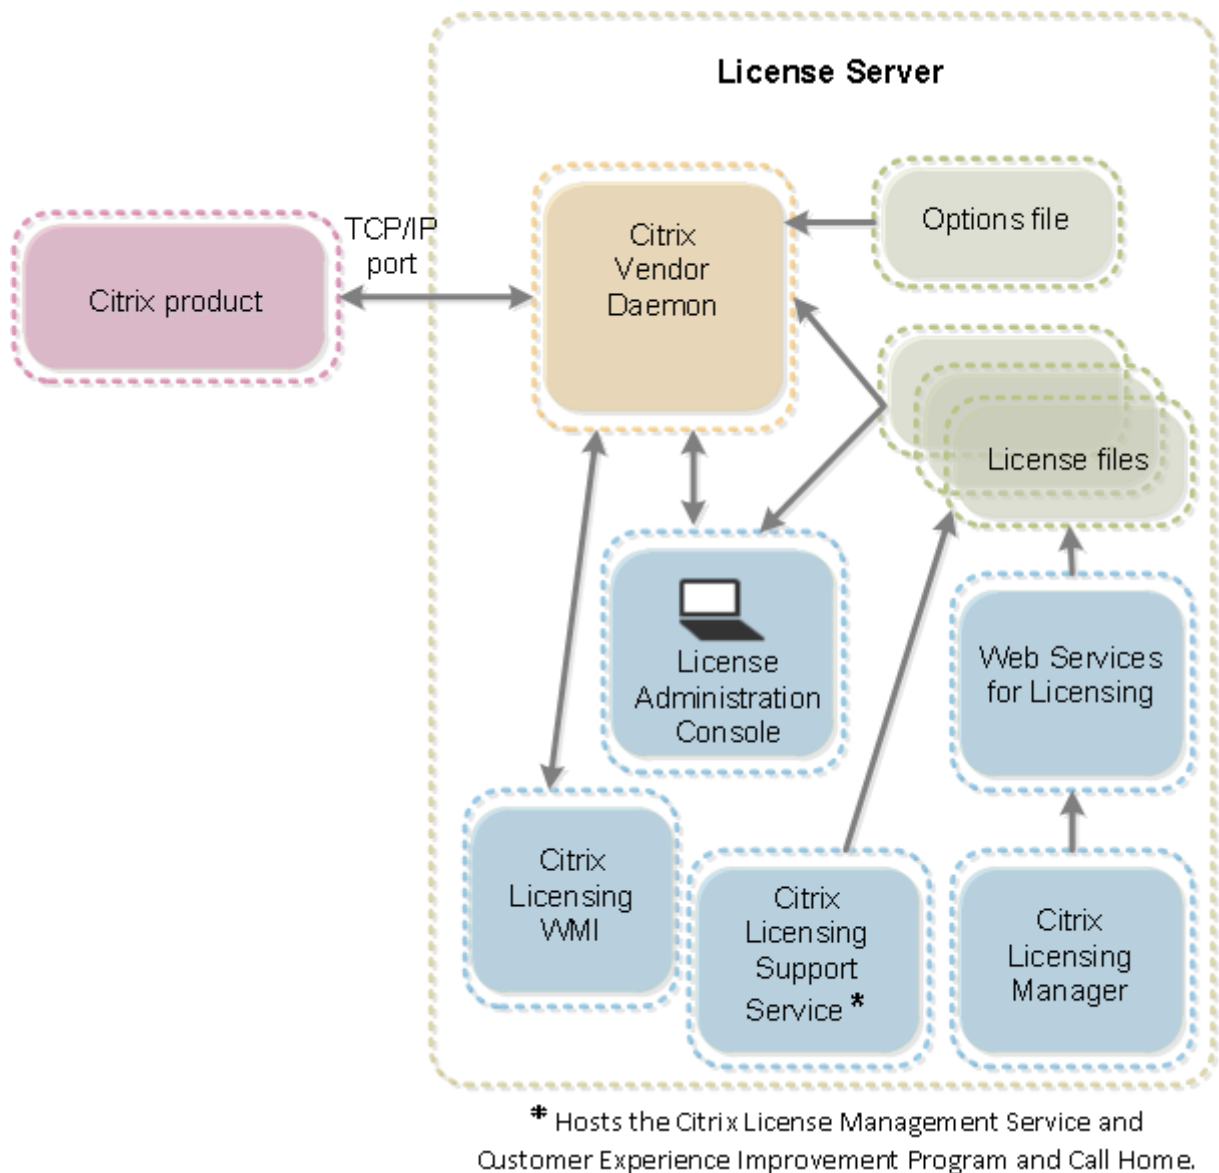 License Server
TCP/IP
port
Citrix product
Citrix
Vendor
Daemon
Options file
License files
License
Administration
Console
Web Services
for Licensing
Citrix
Licensing
WMI
Citrix
Licensing
Support
Service *
Citrix
Licensing
Manager
* Hosts the Citrix License Management Service and
Customer Experience Improvement Program and Call Home.